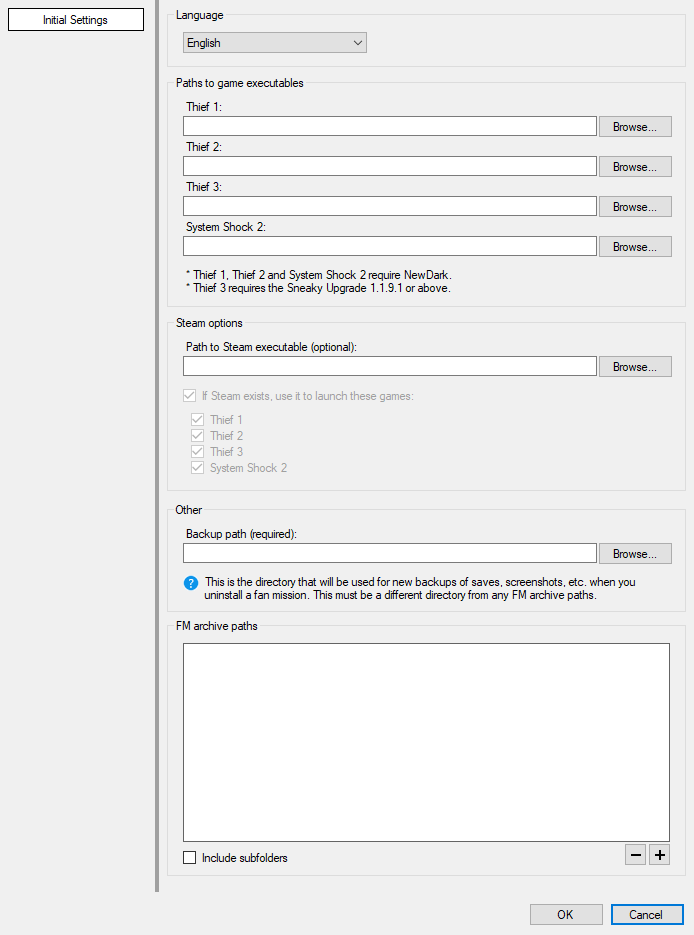 Initial Settings
Language
English
Paths to game executables
Thief 1:
Browse...
Thief 2:
Browse...
Thief 3:
Browse...
System Shock 2:
Browse...
* Thief 1, Thief 2 and System Shock 2 require NewDark.
* Thief 3 requires the Sneaky Upgrade 1.1.9.1 or above.
Steam options
Path to Steam executable (optional):
Browse...
If Steam exists, use it to launch these games:
Thief 1
Thief 2
Thief 3
System Shock 2
Other
Backup path (required):
Browse...
This is the directory that will be used for new backups of saves, screenshots, etc. when you
uninstall a fan mission. This must be a different directory from any FM archive paths.
FM archive paths
Include subfolders
OK
Cancel